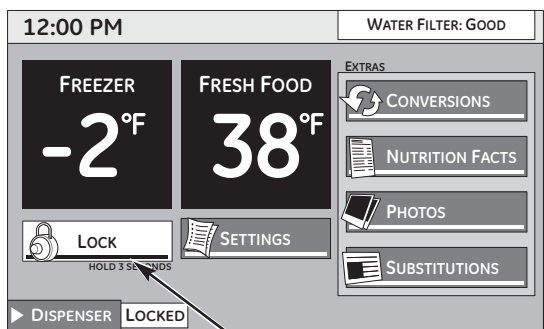 12:00 PM
WATER FILTER: GOOD
EXTRAS
FREEZER
-2°F
FRESH FOOD
38°F
CONVERSIONS
NUTRITION FACTS
PHOTOS
SUBSTITUTIONS
LOCK
HOLD 3 SECONDS
SETTINGS
DISPENSER LOCKED